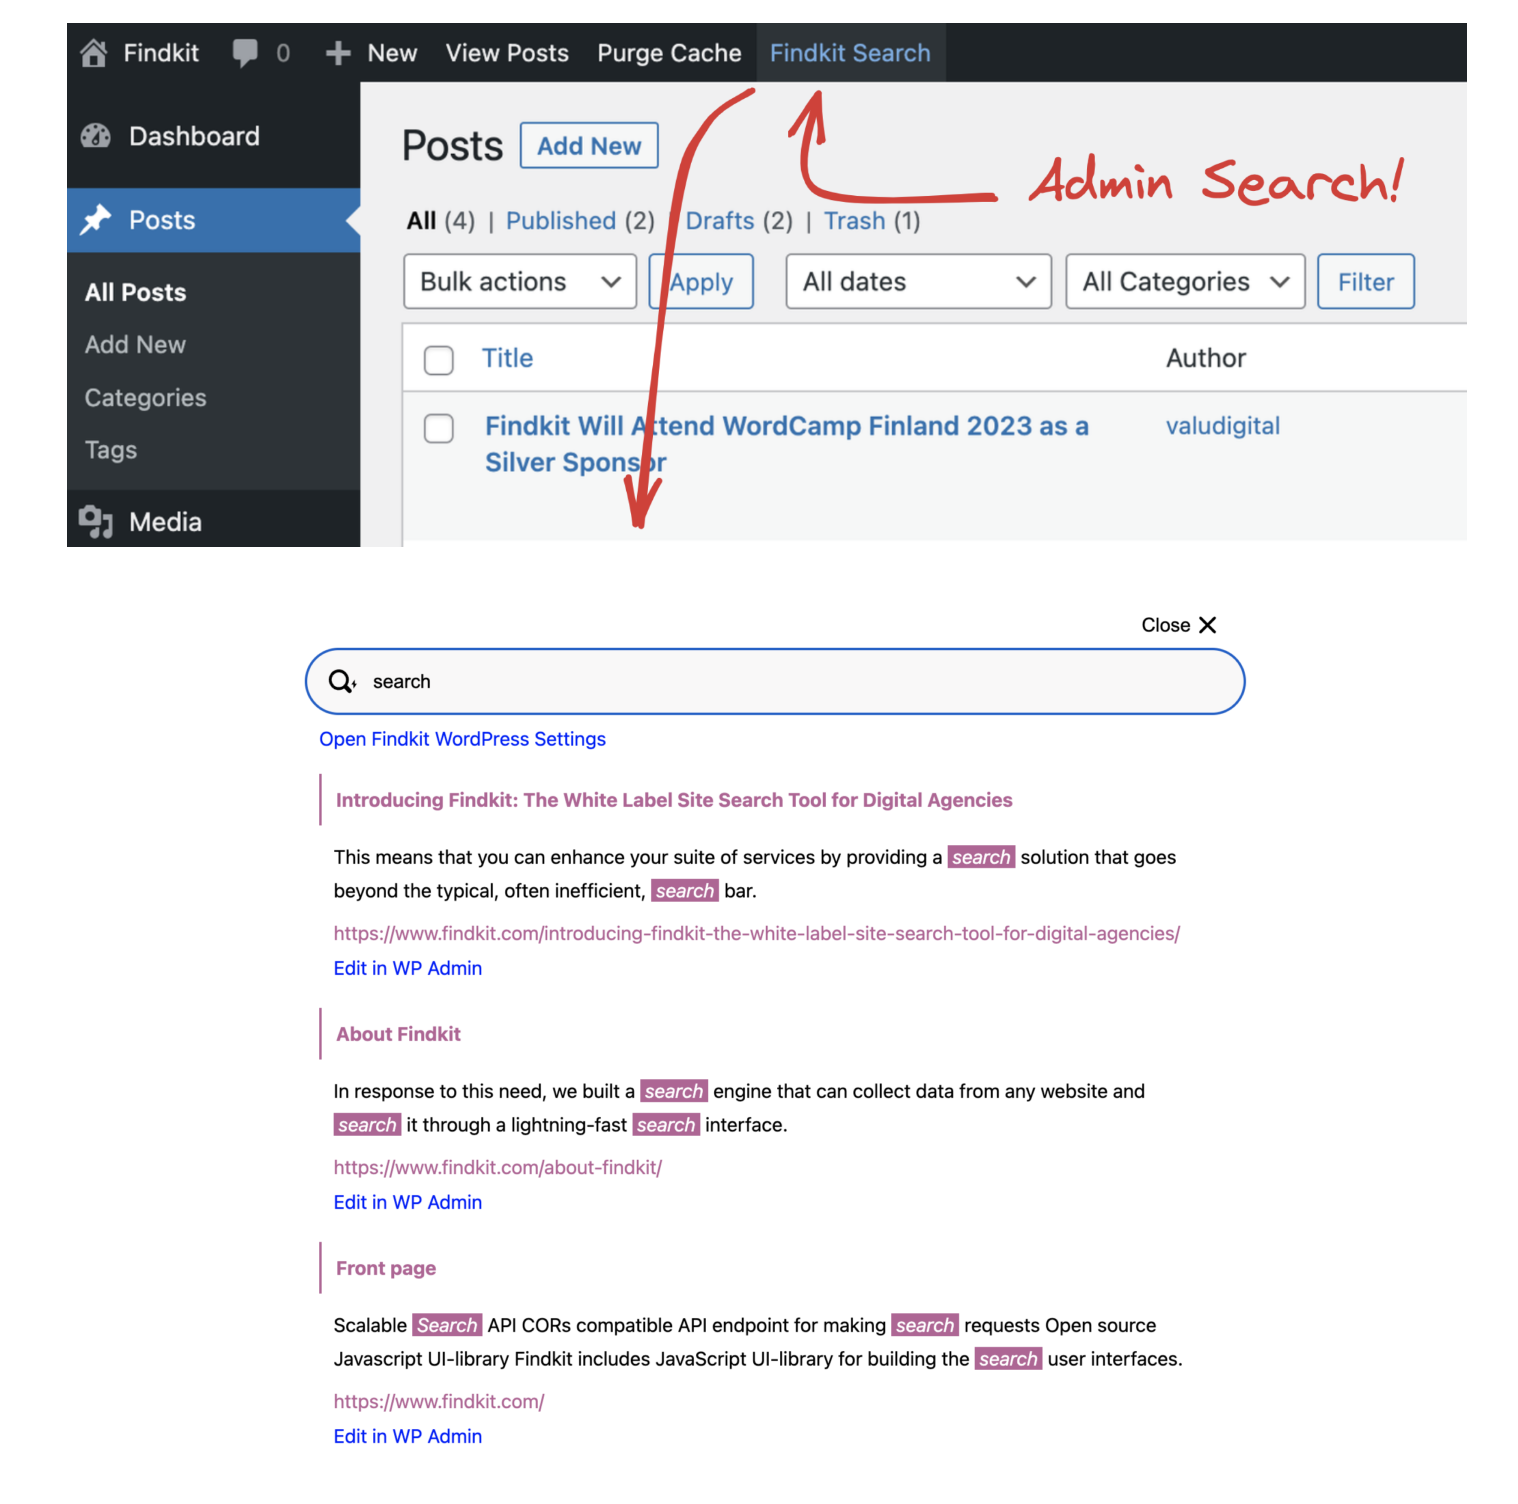 Findkit 0 New View Posts Purge Cache Findkit Search
Dashboard
Posts
All Posts
Add New
Categories
Tags
Media
Posts Add New
Admin Search!
All (4) | Published (2) Drafts (2) | Trash (1)
Bulk actions Apply All dates All Categories Filter
Title Author
Findkit Will Attend WordCamp Finland 2023 as a
Silver Sponsor
valudigital
Close
search
Open Findkit WordPress Settings
Introducing Findkit: The White Label Site Search Tool for Digital Agencies
This means that you can enhance your suite of services by providing a search solution that goes
beyond the typical, often inefficient, search bar.
https://www.findkit.com/introducing-findkit-the-white-label-site-search-tool-for-digital-agencies/
Edit in WP Admin
About Findkit
In response to this need, we built a search engine that can collect data from any website and
search it through a lightning-fast search interface.
https://www.findkit.com/about-findkit/
Edit in WP Admin
Front page
Scalable Search API CORs compatible API endpoint for making search requests Open source
Javascript UI-library Findkit includes JavaScript UI-library for building the search user interfaces.
https://www.findkit.com/
Edit in WP Admin